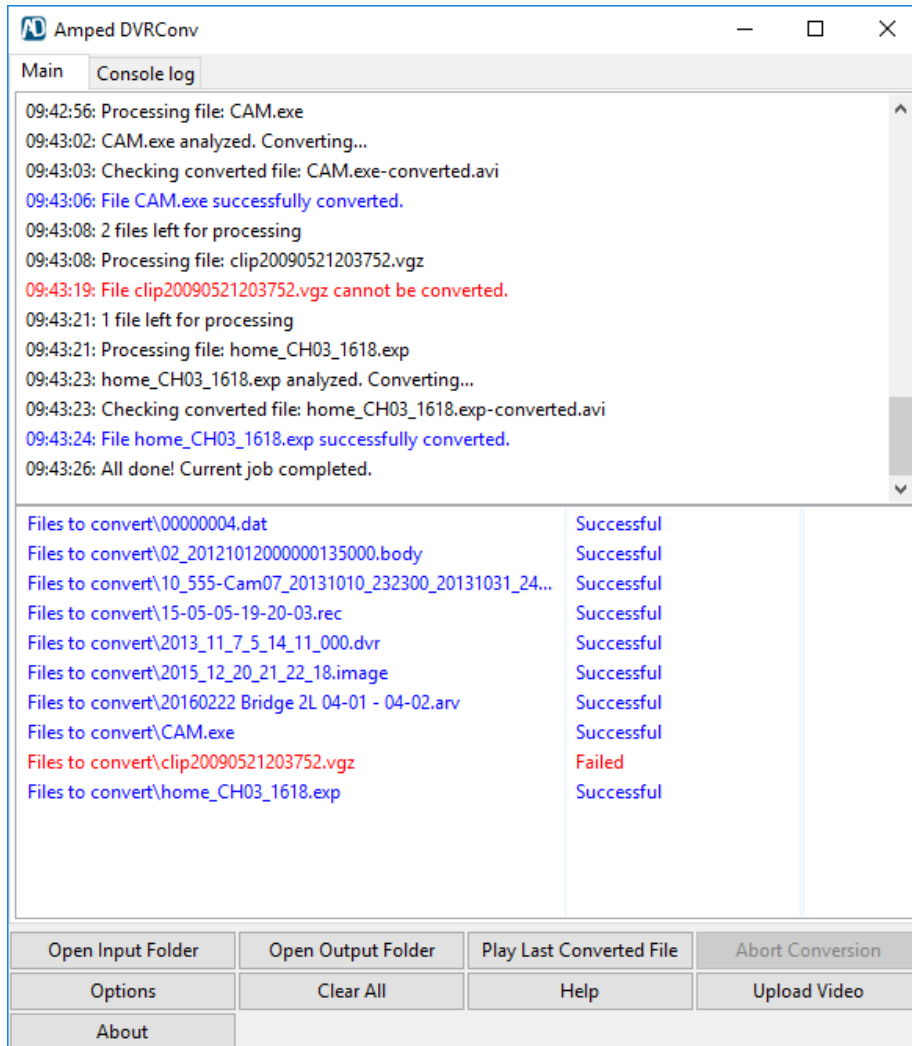 Amped DVRConv
Main Console log
09:42:56: Processing file: CAM.exe
09:43:02: CAM.exe analyzed. Converting...
09:43:03: Checking converted file: CAM.exe-converted.avi
09:43:06: File CAM.exe successfully converted.
09:43:08: 2 files left for processing
09:43:08: Processing file: clip20090521203752.vgz
09:43:19: File clip20090521203752.vgz cannot be converted.
09:43:21: 1 file left for processing
09:43:21: Processing file: home_CH03_1618.exp
09:43:23: home_CH03_1618.exp analyzed. Converting...
09:43:23: Checking converted file: home_CH03_1618.exp-converted.avi
09:43:24: File home_CH03_1618.exp successfully converted.
09:43:26: All done! Current job completed.
Files to convert\00000004.dat Successful
Files to convert\02_20121012000000135000.body Successful
Files to convert\10_555-Cam07_20131010_232300_20131031_24... Successful
Files to convert\15-05-05-19-20-03.rec Successful
Files to convert\2013_11_7_5_14_11_000.dvr Successful
Files to convert\2015_12_20_21_22_18.image Successful
Files to convert\20160222 Bridge 2L 04-01 - 04-02.arv Successful
Files to convert\CAM.exe Successful
Files to convert\clip20090521203752.vgz Failed
Files to convert\home_CH03_1618.exp Successful
Open Input Folder Open Output Folder Play Last Converted File Abort Conversion
Options Clear All Help Upload Video
About